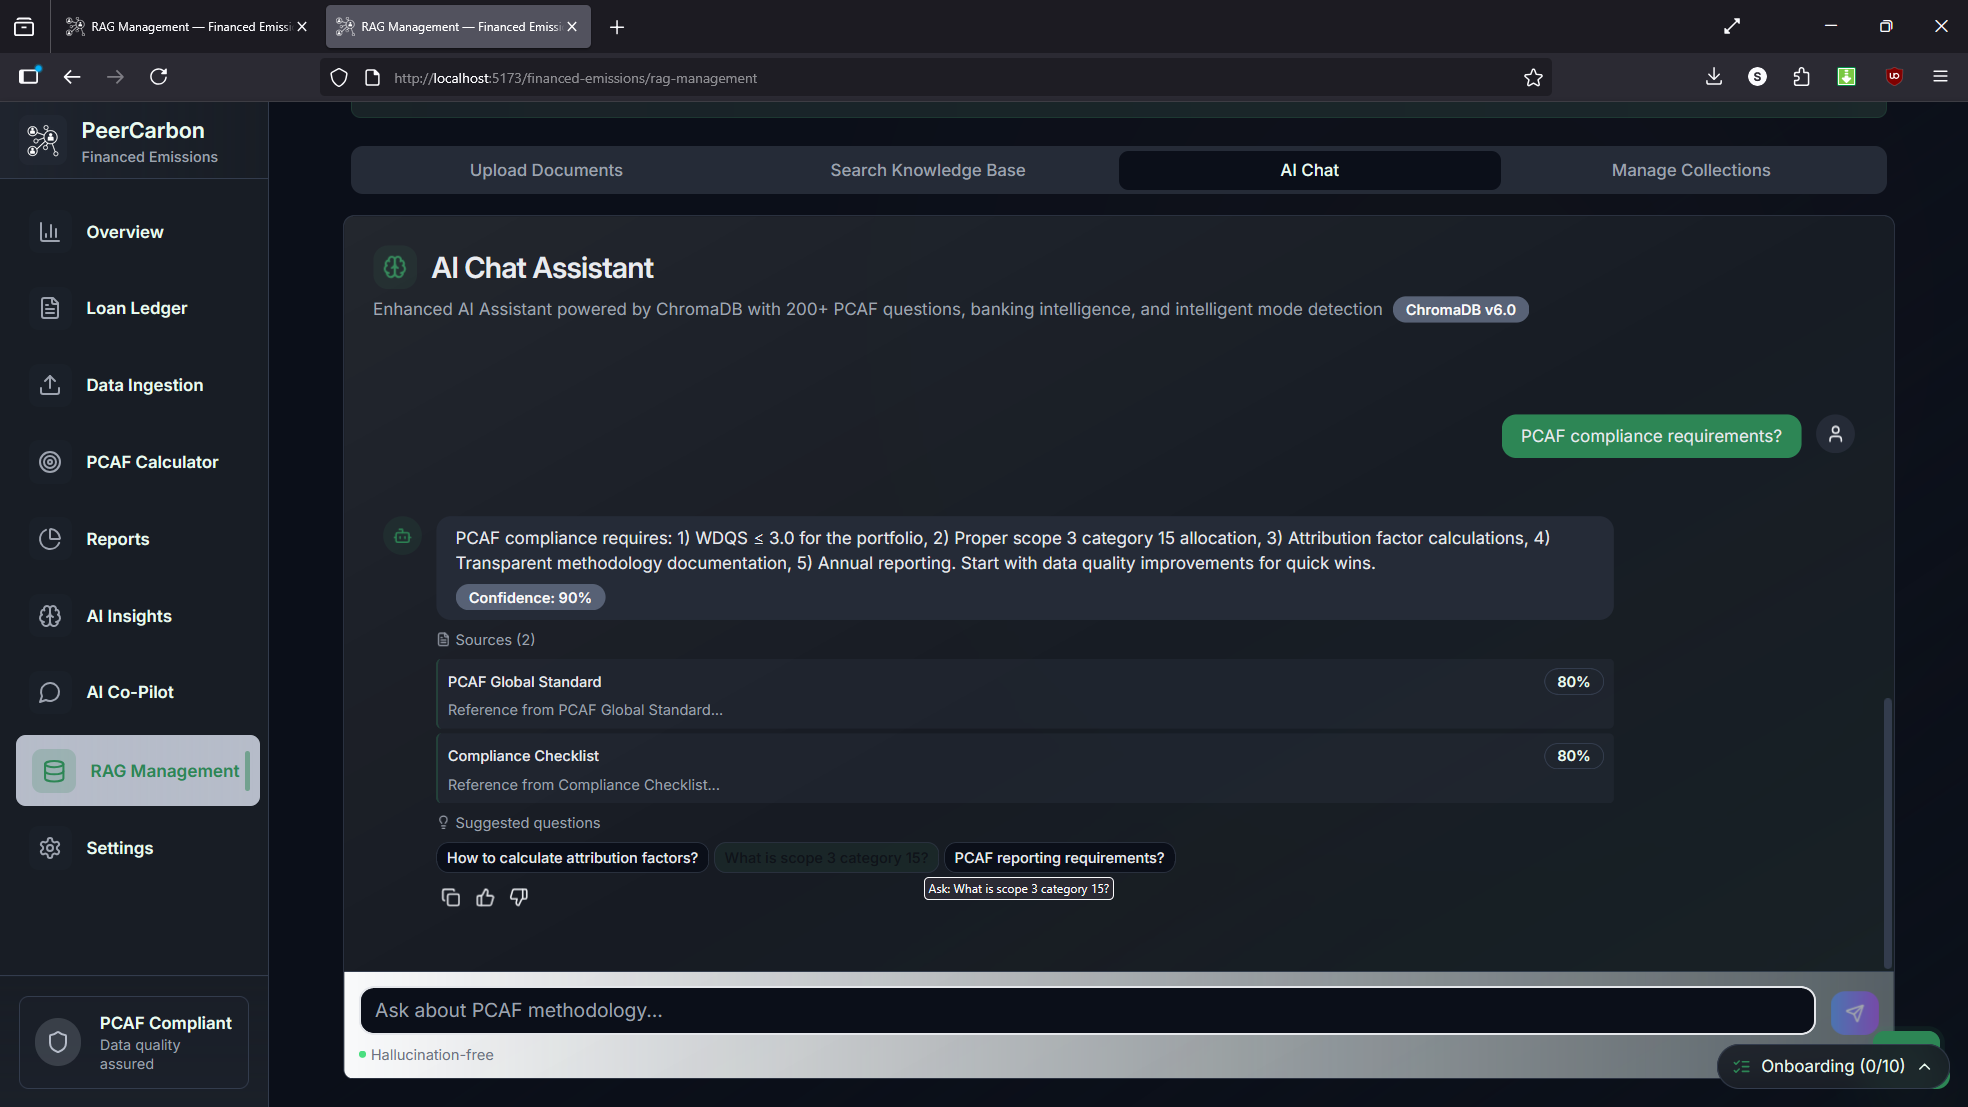 RAG Management — Financed Emissi
RAG Management — Financed Emissi
http://localhost:5173/financed-emissions/rag-management
S
UO
PeerCarbon
Financed Emissions
Overview
Loan Ledger
Data Ingestion
PCAF Calculator
Reports
AI Insights
AI Co-Pilot
RAG Management
Settings
PCAF Compliant
Data quality
assured
Upload Documents
Search Knowledge Base
AI Chat
Manage Collections
AI Chat Assistant
Enhanced AI Assistant powered by ChromaDB with 200+ PCAF questions, banking intelligence, and intelligent mode detection
ChromaDB v6.0
PCAF compliance requirements?
PCAF compliance requires: 1) WDQS ≤ 3.0 for the portfolio, 2) Proper scope 3 category 15 allocation, 3) Attribution factor calculations, 4)
Transparent methodology documentation, 5) Annual reporting. Start with data quality improvements for quick wins.
Confidence: 90%
Sources (2)
PCAF Global Standard
80%
Reference from PCAF Global Standard...
Compliance Checklist
80%
Reference from Compliance Checklist...
Suggested questions
How to calculate attribution factors?
What is scope 3 category 15?
PCAF reporting requirements?
Ask: What is scope 3 category 15?
Ask about PCAF methodology...
Hallucination-free
Onboarding (0/10)